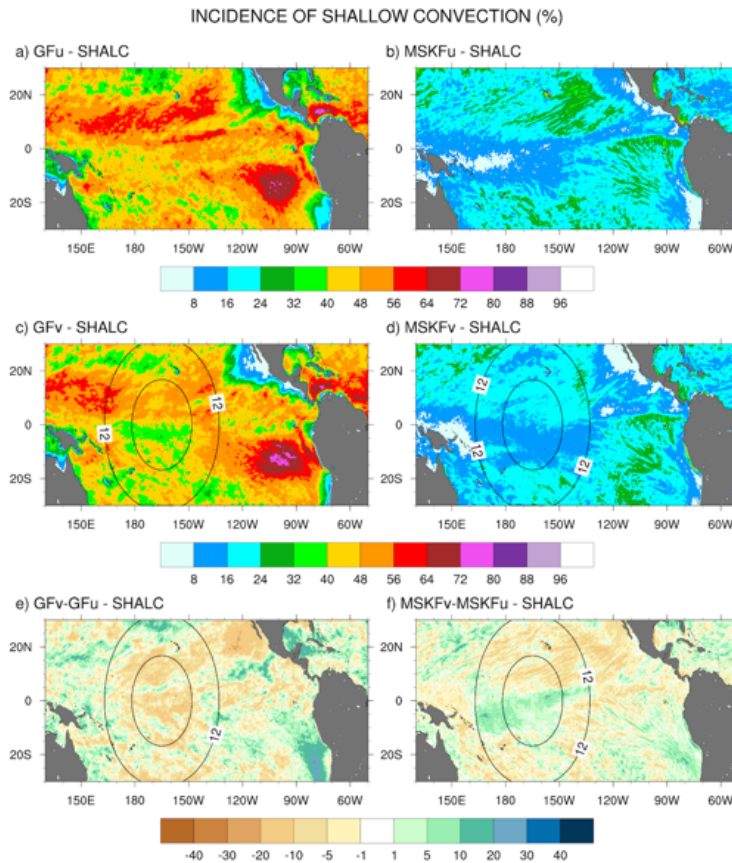 INCIDENCE OF SHALLOW CONVECTION (%)
a) GFu - SHALC
b) MSKFu - SHALC
20N
0
20S
150E 180 150W 120W 90W 60W
20N
0
20S
150E 180 150W 120W 90W 60W
8 16 24 32 40 48 56 64 72 80 88 96
c) GFv - SHALC
d) MSKFv - SHALC
20N
0
20S
12
12
150E 180 150W 120W 90W 60W
20N
0
20S
12
12
12
150E 180 150W 120W 90W 60W
8 16 24 32 40 48 56 64 72 80 88 96
e) GFv-GFu - SHALC
f) MSKFv-MSKFu - SHALC
20N
0
20S
12
150E 180 150W 120W 90W 60W
20N
0
20S
12
12
150E 180 150W 120W 90W 60W
-40 -30 -20 -10 -5 -1 1 5 10 20 30 40